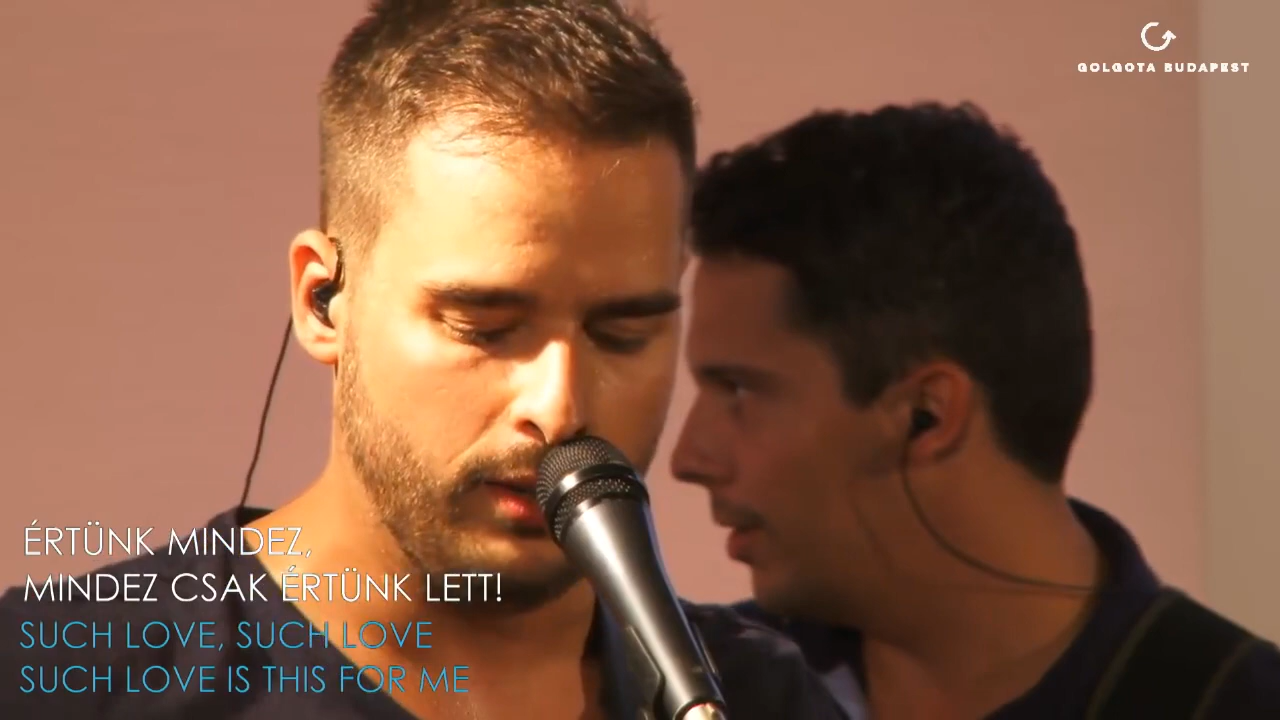 GOLGOTA BUDAPEST
ÉRTÜNK MINDEZ,
MINDEZ CSAK ÉRTÜNK LETT!
SUCH LOVE, SUCH LOVE
SUCH LOVE IS THIS FOR ME